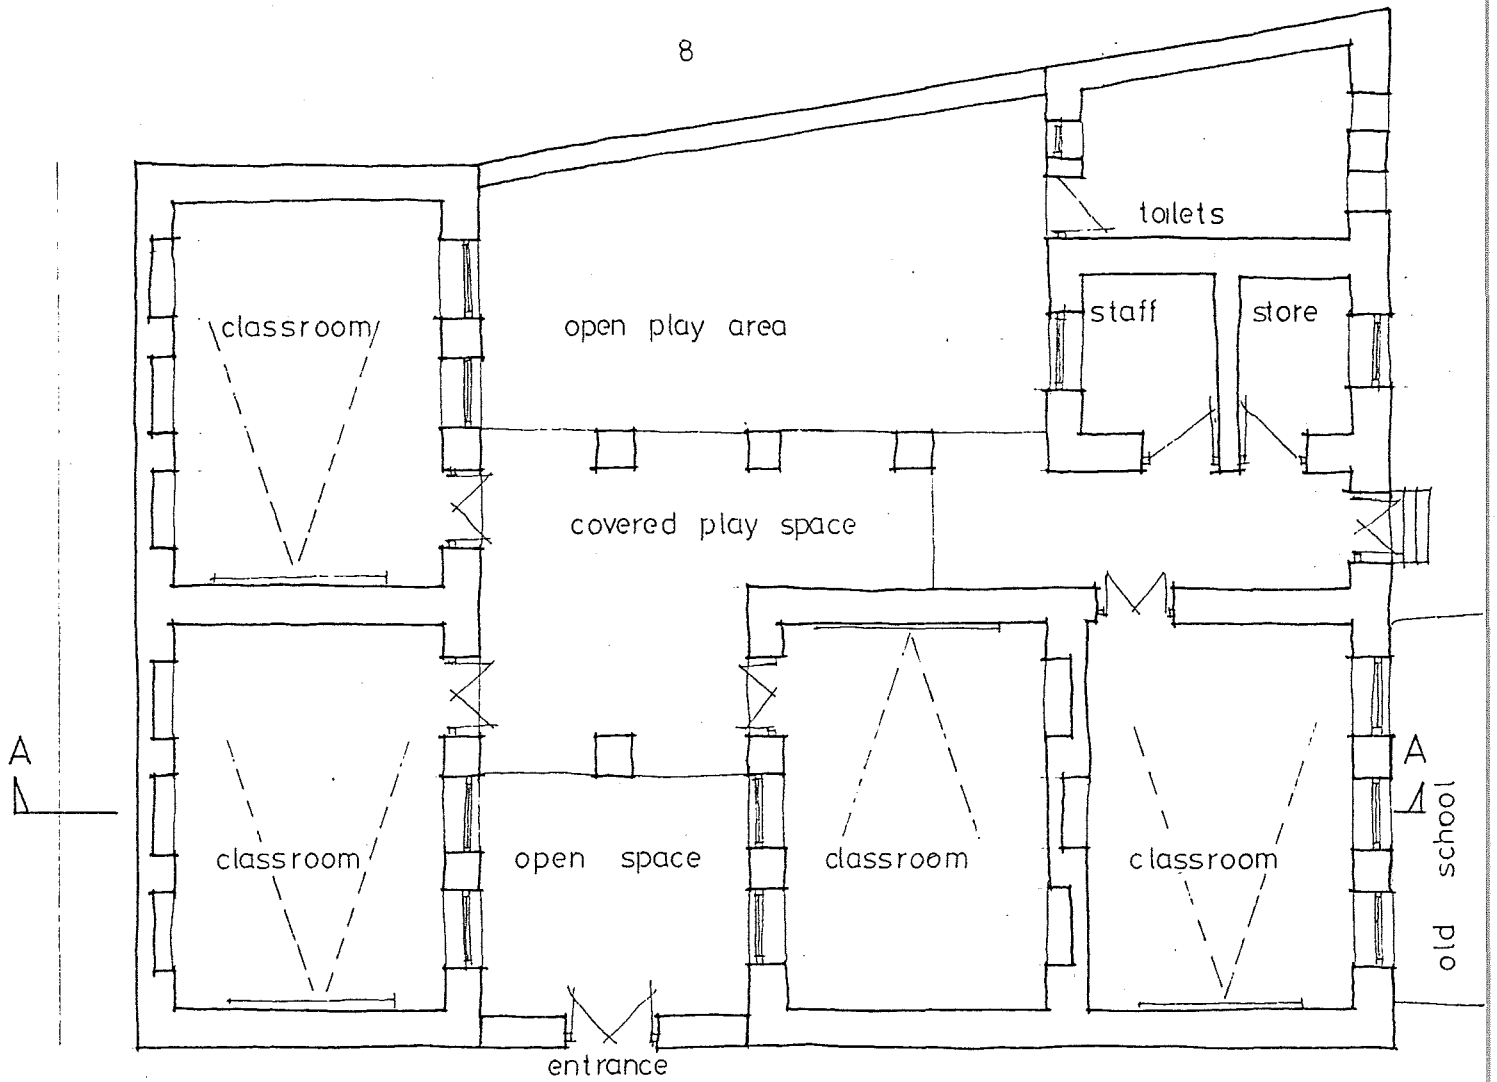 8
toilets
staff
store
classroom
open play area
covered play space
A
A
classroom
open space
classroom
classroom
old school
entrance